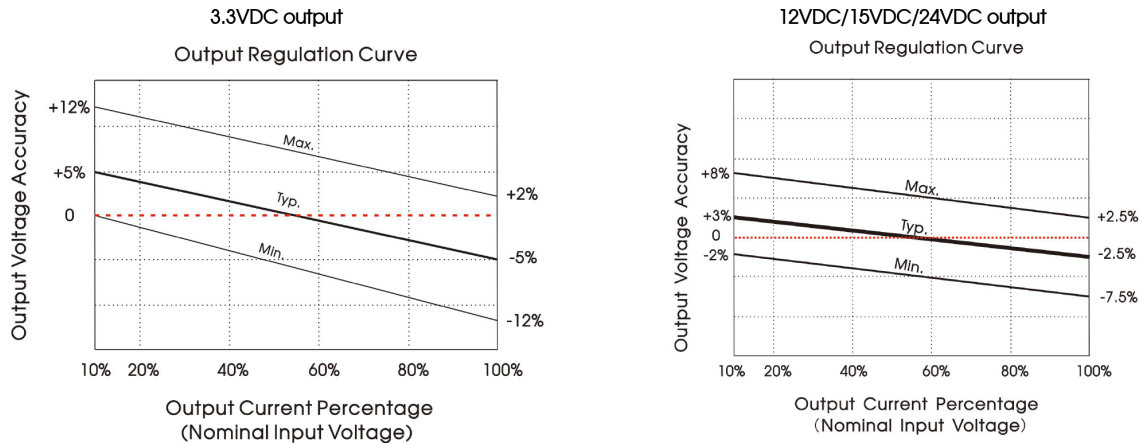 3.3VDC output
Output Regulation Curve
Output Voltage Accuracy
+12%
+5%
0
Max.
Typ.
Min.
+2%
-5%
-12%
10% 20% 40% 60% 80% 100%
Output Current Percentage
(Nominal Input Voltage)
12VDC/15VDC/24VDC output
Output Regulation Curve
Output Voltage Accuracy
+8%
+3%
0
-2%
Max.
Typ.
Min.
+2.5%
-2.5%
-7.5%
10% 20% 40% 60% 80% 100%
Output Current Percentage
(Nominal Input Voltage)